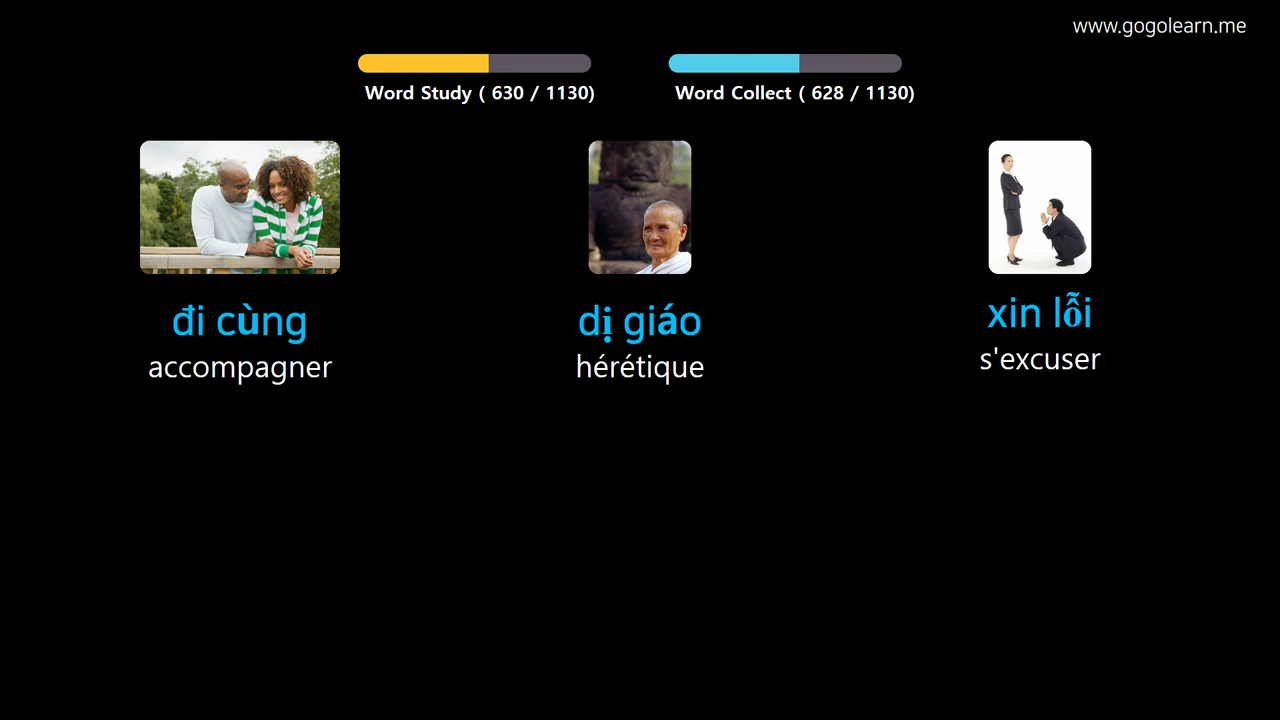 www.gogolearn.me
Word Study ( 630 / 1130)
Word Collect ( 628 / 1130)
đi cùng
accompagner
dị giáo
hérétique
xin lỗi
s'excuser